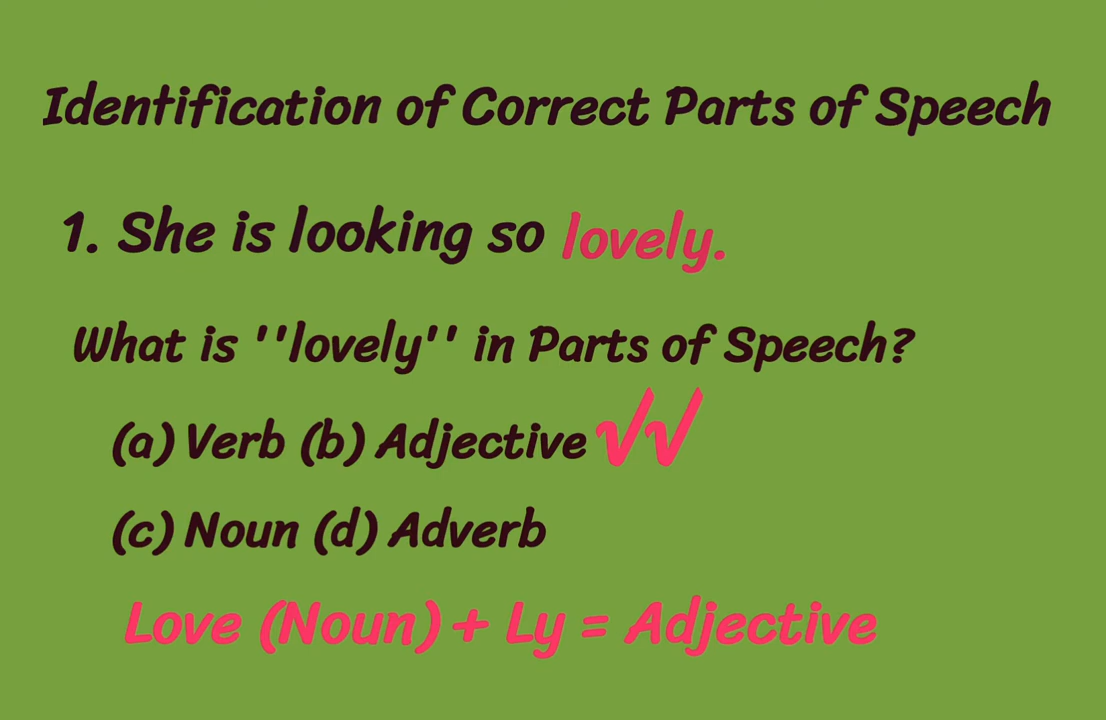 Identification of Correct Parts of Speech
1. She is looking so lovely.
What is ''lovely'' in Parts of Speech?
(a) Verb (b) Adjective √√
(c) Noun (d) Adverb
Love (Noun) + Ly = Adjective